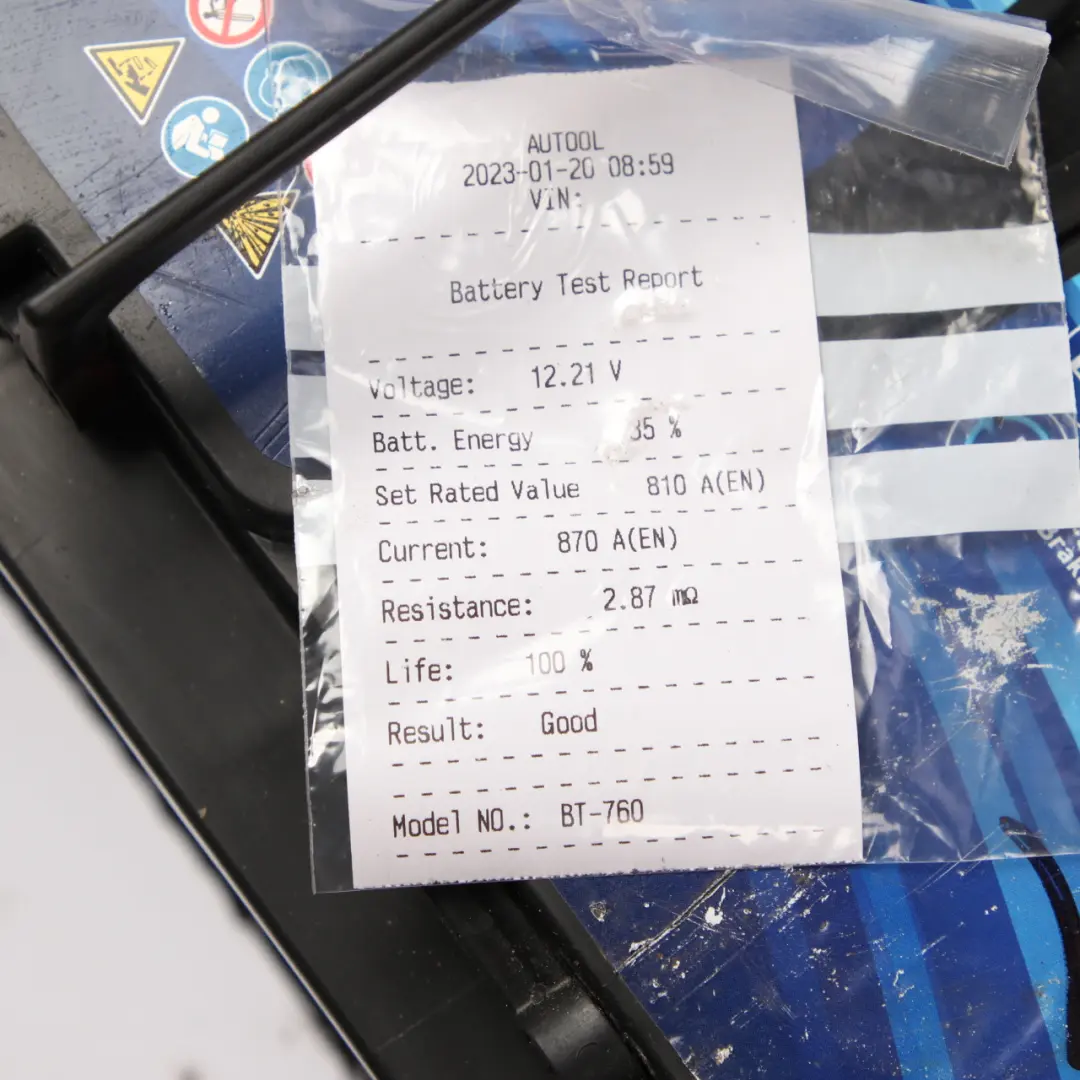 AUTOOL
2023-01-20 08:59
VIN:
Battery Test Report
Voltage: 12.21 V
Batt. Energy 35 %
Set Rated Value 810 A(EN)
Current: 870 A(EN)
Resistance: 2.87 mΩ
Life: 100 %
Result: Good
Model NO.: BT-760